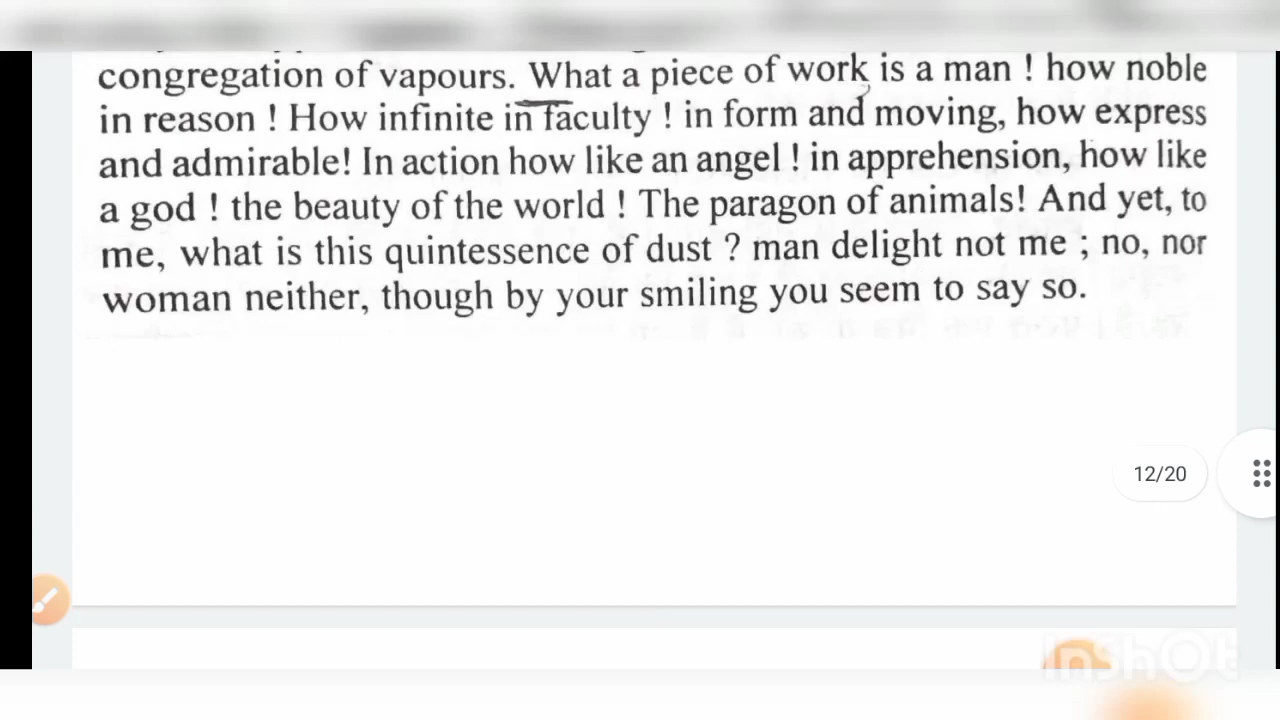 congregation of vapours. What a piece of work is a man ! how noble
in reason ! How infinite in faculty ! in form and moving, how express
and admirable! In action how like an angel ! in apprehension, how like
a god ! the beauty of the world ! The paragon of animals! And yet, to
me, what is this quintessence of dust ? man delight not me ; no, nor
woman neither, though by your smiling you seem to say so.
12/20
InShOt